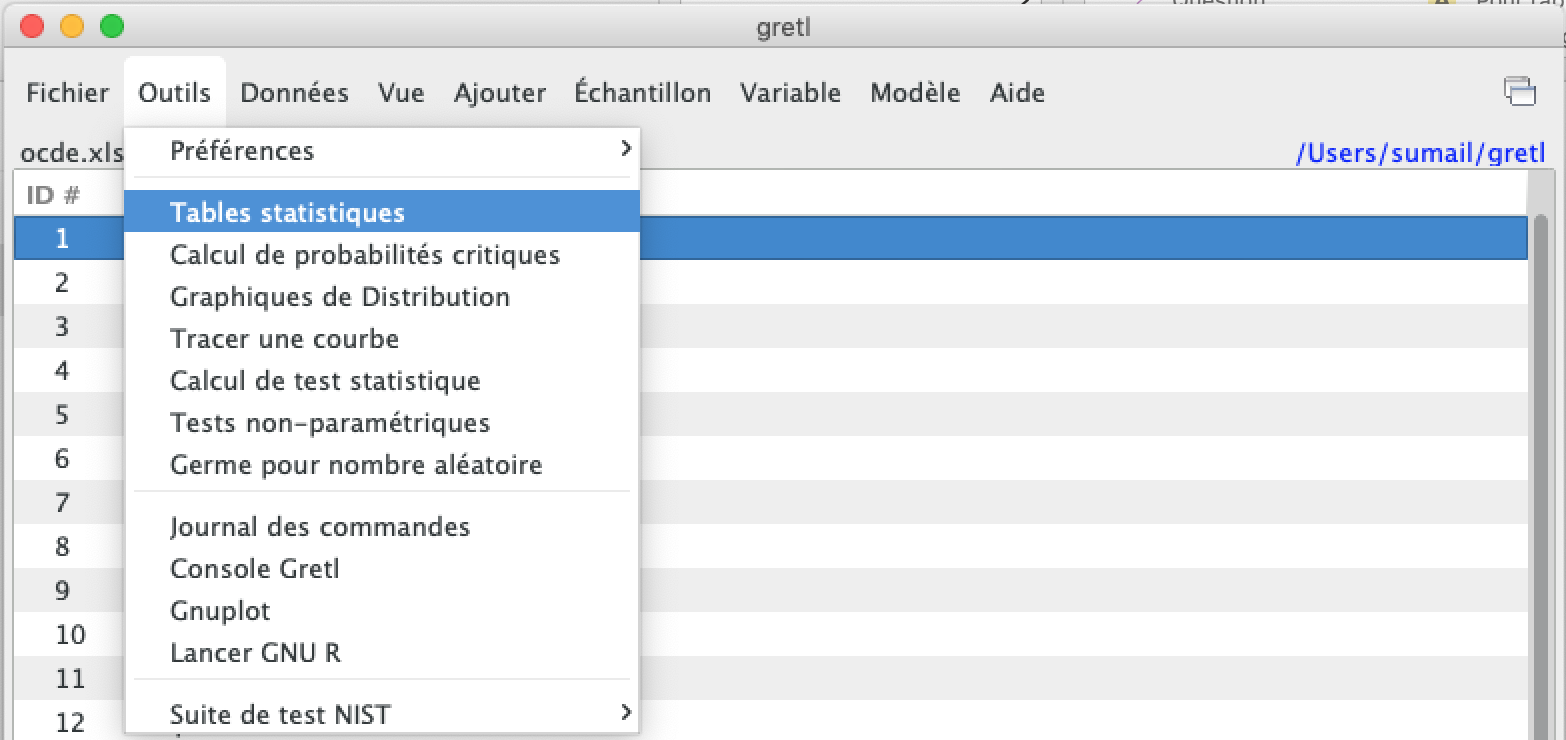 Question
gretl
Fichier Outils Données Vue Ajouter Échantillon Variable Modèle Aide
ocde.xls
/Users/sumail/gretl
ID #
Préférences
Tables statistiques
Calcul de probabilités critiques
Graphiques de Distribution
Tracer une courbe
Calcul de test statistique
Tests non-paramétriques
Germe pour nombre aléatoire
Journal des commandes
Console Gretl
Gnuplot
Lancer GNU R
Suite de test NIST
1
2
3
4
5
6
7
8
9
10
11
12